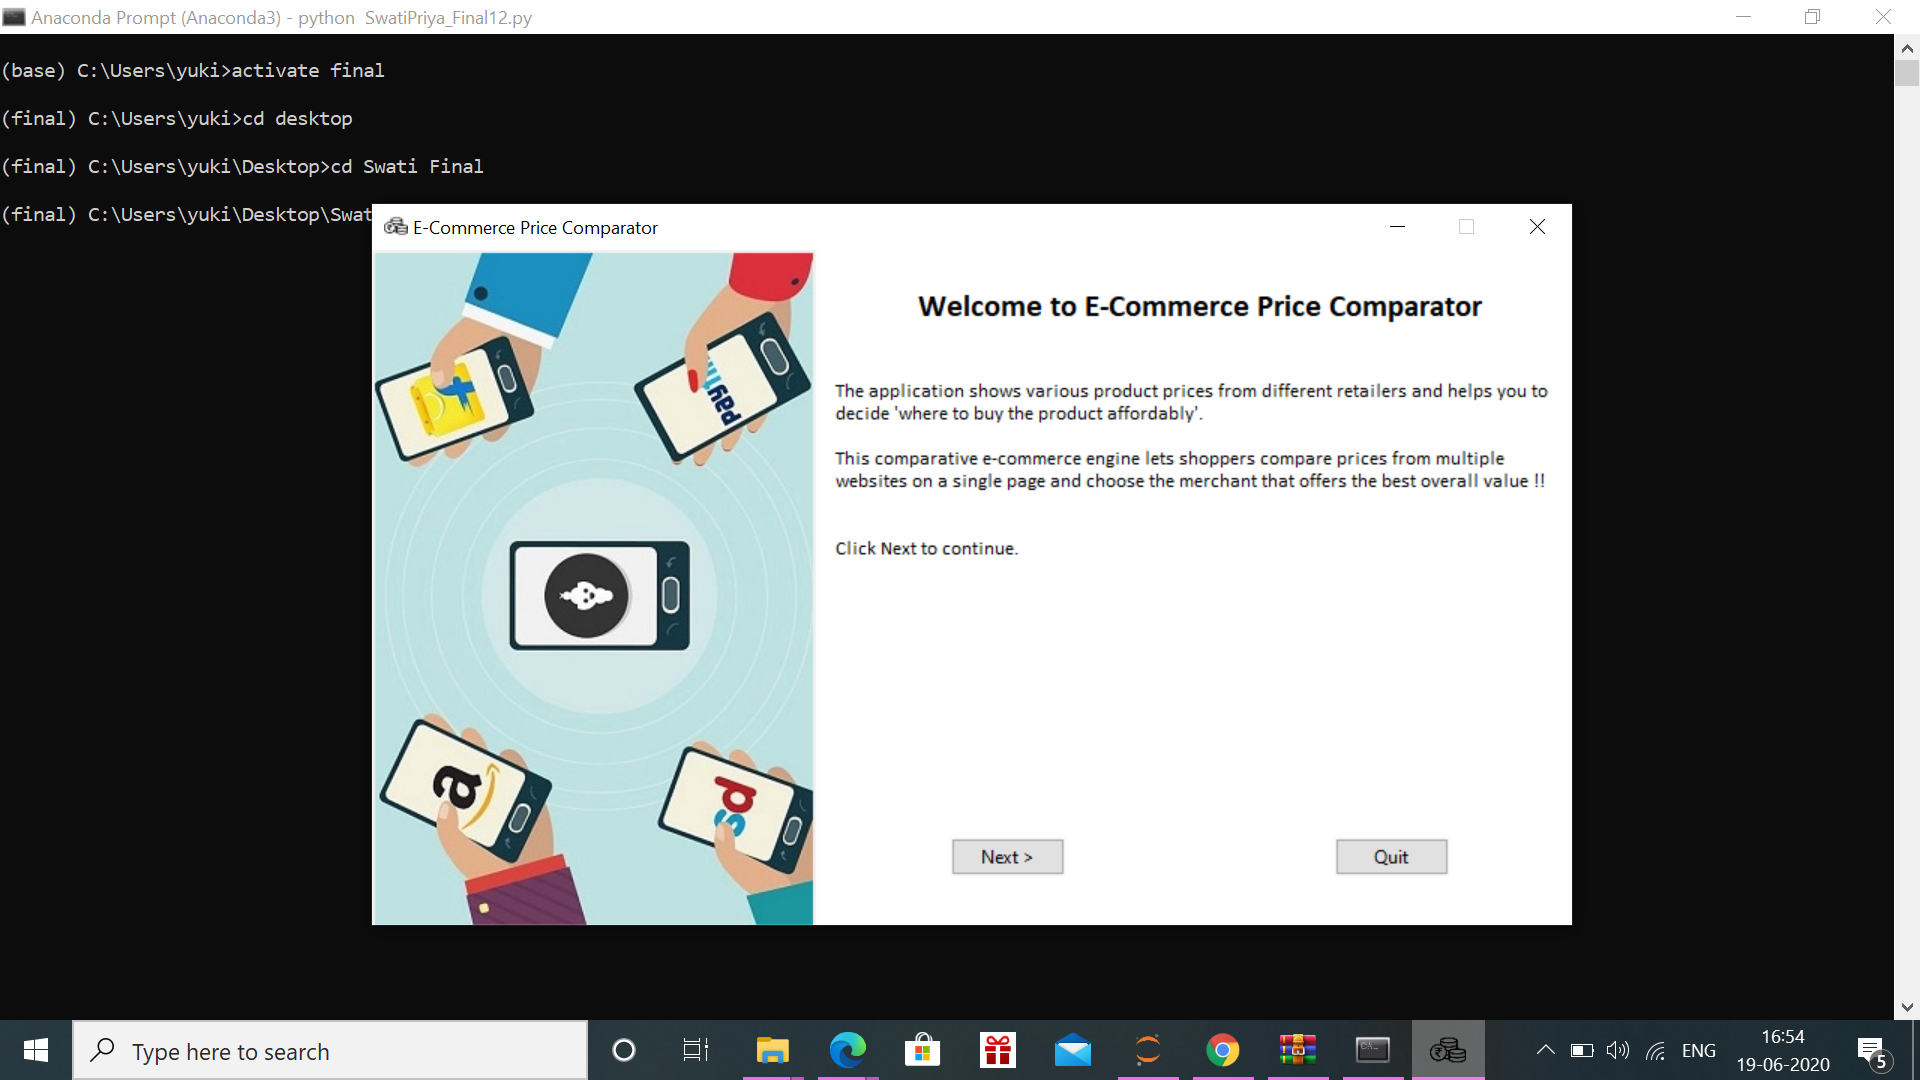 Anaconda Prompt (Anaconda3) - python  SwatiPriya_Final12.py
(base) C:\Users\yuki>activate final
(final) C:\Users\yuki>cd desktop
(final) C:\Users\yuki\Desktop>cd Swati Final
(final) C:\Users\yuki\Desktop\Swat
E-Commerce Price Comparator
Welcome to E-Commerce Price Comparator
The application shows various product prices from different retailers and helps you to
decide 'where to buy the product affordably'.
This comparative e-commerce engine lets shoppers compare prices from multiple
websites on a single page and choose the merchant that offers the best overall value !!
Click Next to continue.
paytm
a
sd
Next >
Quit
Type here to search
ENG
16:54
19-06-2020
5